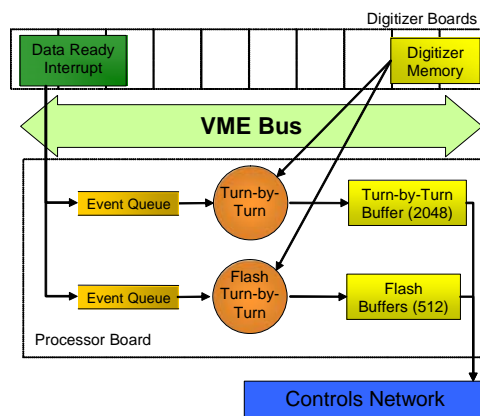 Digitizer Boards
Data Ready
Interrupt
Digitizer
Memory
VME Bus
Event Queue
Turn-by-
Turn
Turn-by-Turn
Buffer (2048)
Event Queue
Flash
Turn-by-
Turn
Flash
Buffers (512)
Processor Board
Controls Network